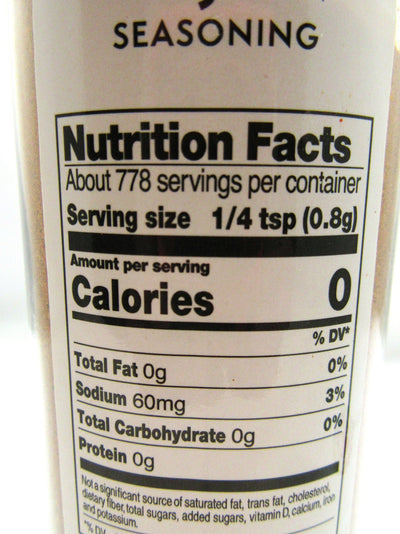 SEASONING
Nutrition Facts
About 778 servings per container
Serving size 1/4 tsp (0.8g)
Amount per serving
Calories 0
% DV*
Total Fat 0g 0%
Sodium 60mg 3%
Total Carbohydrate 0g 0%
Protein 0g
Not a significant source of saturated fat, trans fat, cholesterol,
dietary fiber, total sugars, added sugars, vitamin D, calcium, iron
and potassium.
*% DV